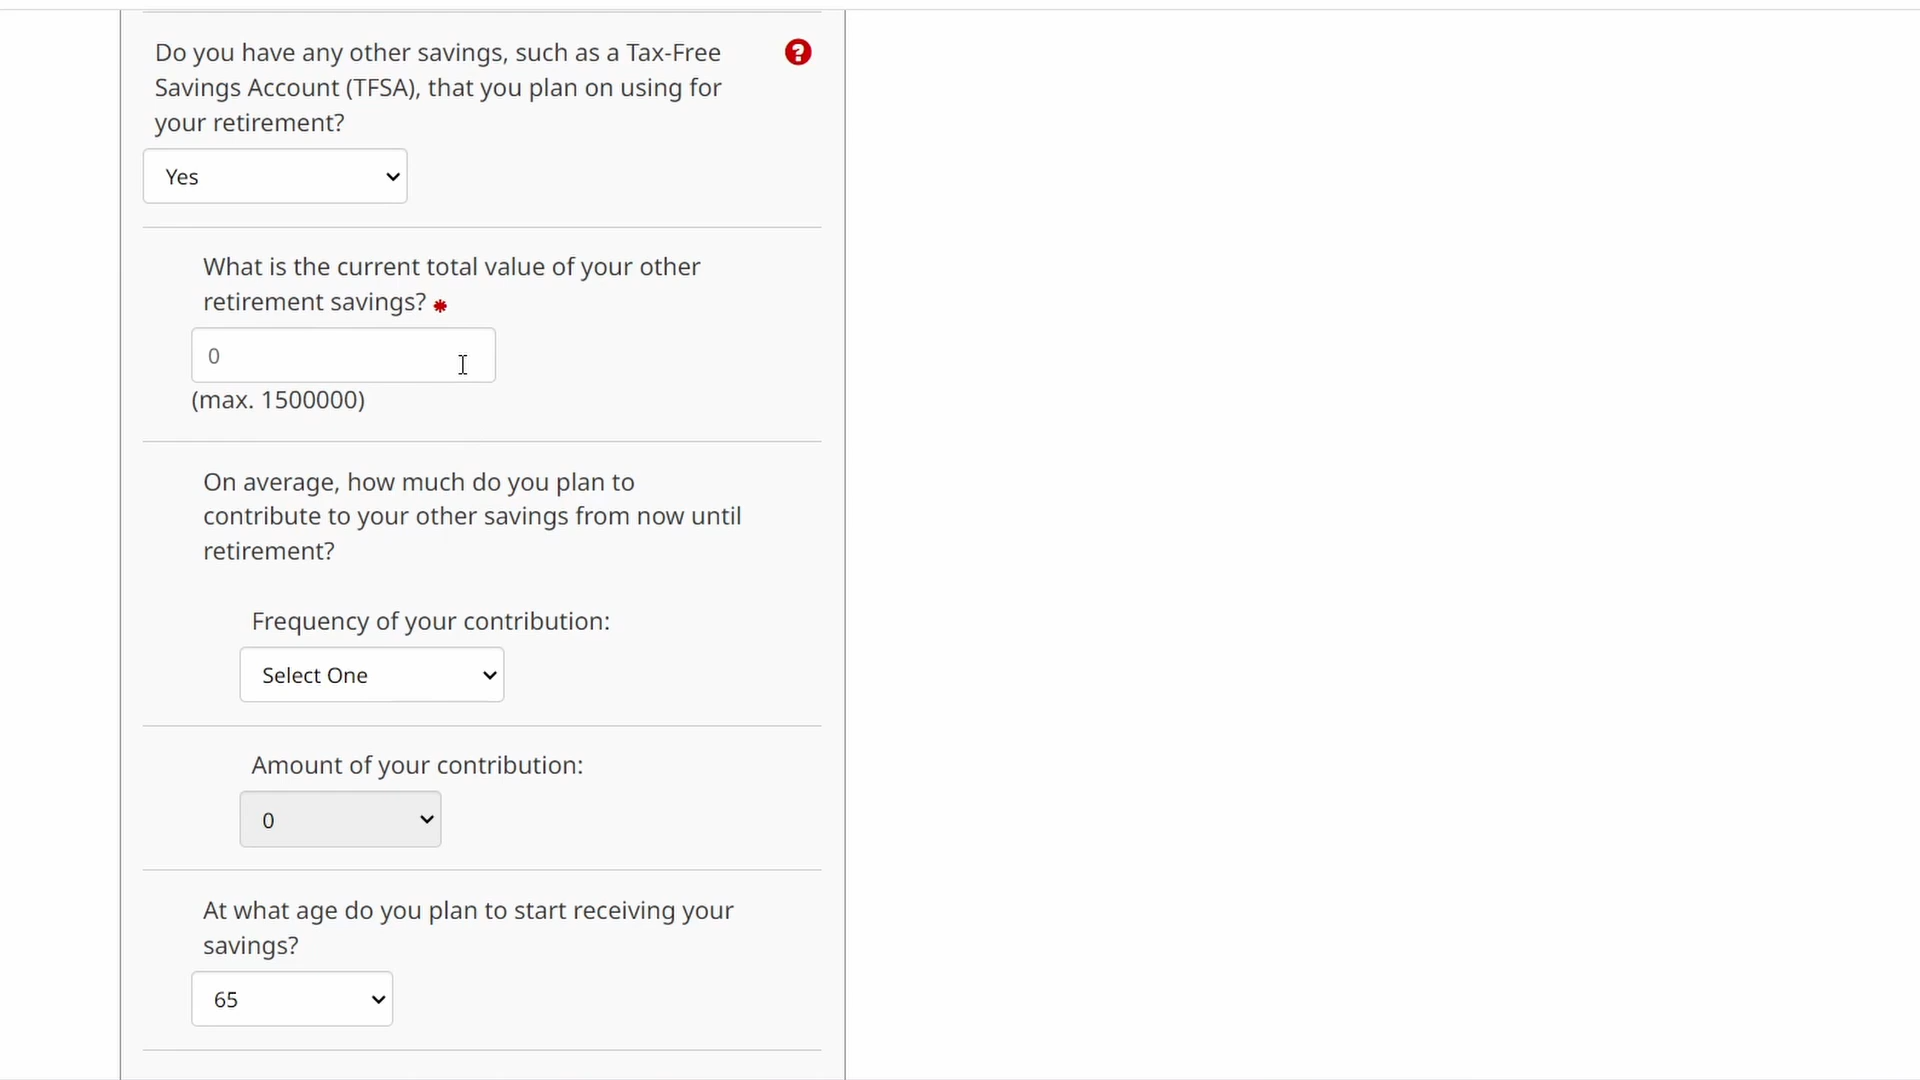 Do you have any other savings, such as a Tax-Free
Savings Account (TFSA), that you plan on using for
your retirement?
Yes
What is the current total value of your other
retirement savings? *
0
(max. 1500000)
On average, how much do you plan to
contribute to your other savings from now until
retirement?
Frequency of your contribution:
Select One
Amount of your contribution:
0
At what age do you plan to start receiving your
savings?
65